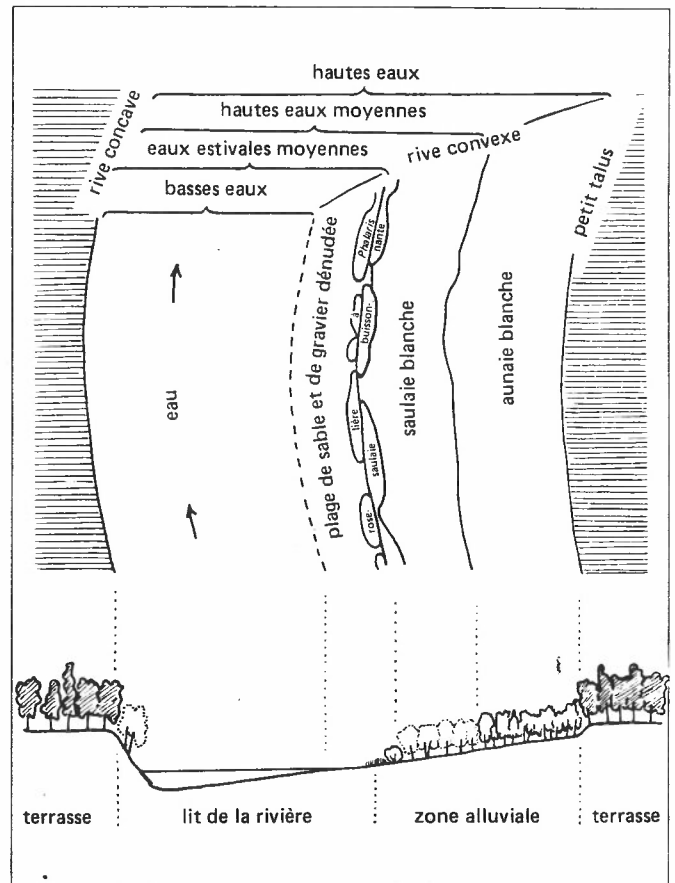 hautes eaux
hautes eaux moyennes
eaux estivales moyennes
basses eaux
rive concave
rive convexe
petit talus
eau
plage de sable et de gravier dénudée
rose-
lière
à
Phalaris
saulaie
buisson-
nante
saulaie blanche
aunaie blanche
terrasse
lit de la rivière
zone alluviale
terrasse